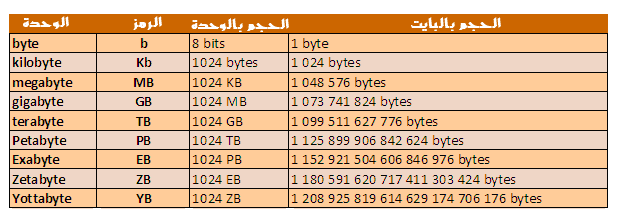 الوحدة الرمز الحجم بالوحدة الحجم بالبايت
byte b 8 bits 1 byte
kilobyte Kb 1024 bytes 1 024 bytes
megabyte MB 1024 KB 1 048 576 bytes
gigabyte GB 1024 MB 1 073 741 824 bytes
terabyte TB 1024 GB 1 099 511 627 776 bytes
Petabyte PB 1024 TB 1 125 899 906 842 624 bytes
Exabyte EB 1024 PB 1 152 921 504 606 846 976 bytes
Zetabyte ZB 1024 EB 1 180 591 620 717 411 303 424 bytes
Yottabyte YB 1024 ZB 1 208 925 819 614 629 174 706 176 bytes